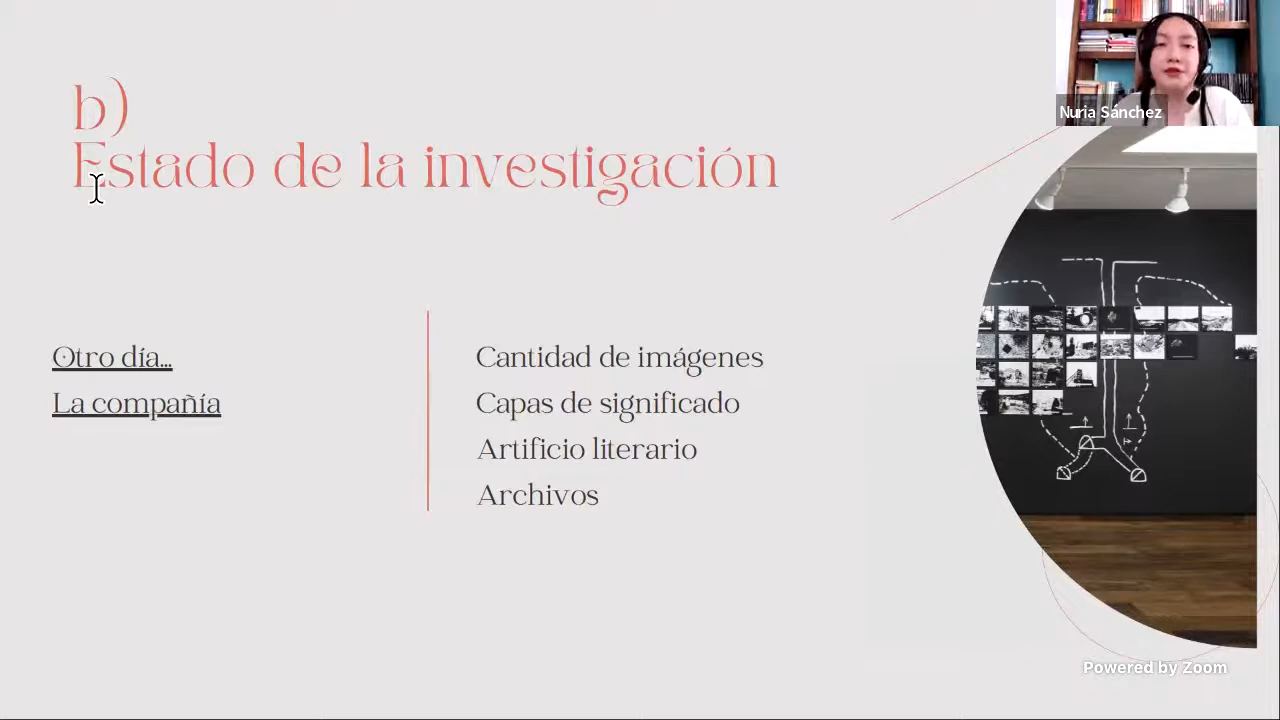 Nuria Sánchez
b)
Estado de la investigación
Otro día...
La compañía
Cantidad de imágenes
Capas de significado
Artificio literario
Archivos
Powered by Zoom